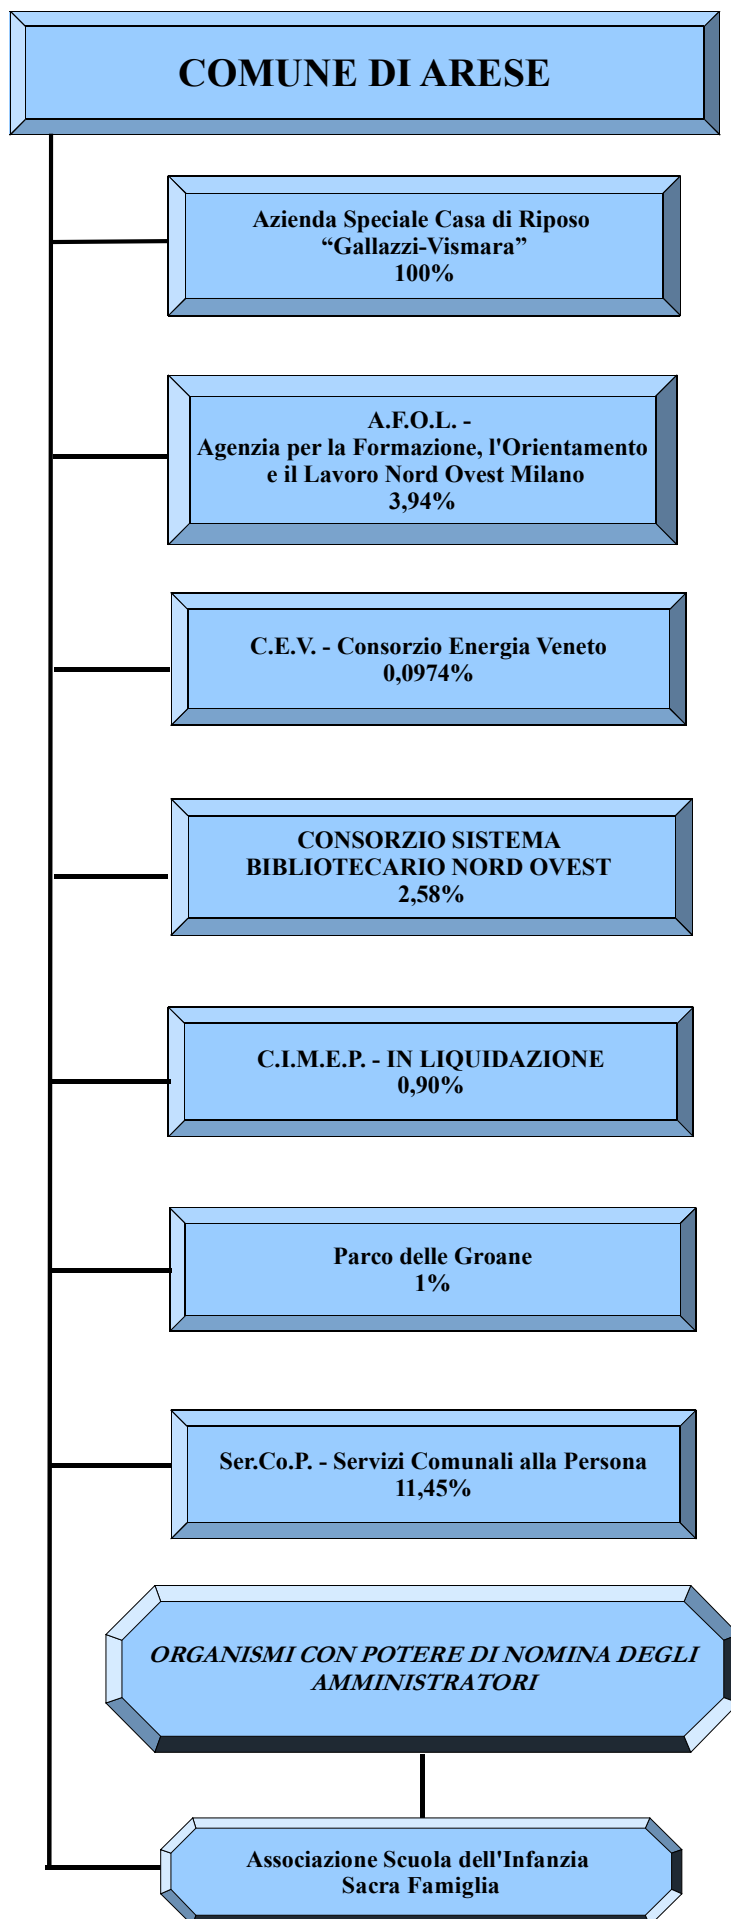 COMUNE DI ARESE
Azienda Speciale Casa di Riposo
“Gallazzi-Vismara”
100%
A.F.O.L. -
Agenzia per la Formazione, l'Orientamento
e il Lavoro Nord Ovest Milano
3,94%
C.E.V. - Consorzio Energia Veneto
0,0974%
CONSORZIO SISTEMA
BIBLIOTECARIO NORD OVEST
2,58%
C.I.M.E.P. - IN LIQUIDAZIONE
0,90%
Parco delle Groane
1%
Ser.Co.P. - Servizi Comunali alla Persona
11,45%
ORGANISMI CON POTERE DI NOMINA DEGLI
AMMINISTRATORI
Associazione Scuola dell'Infanzia
Sacra Famiglia